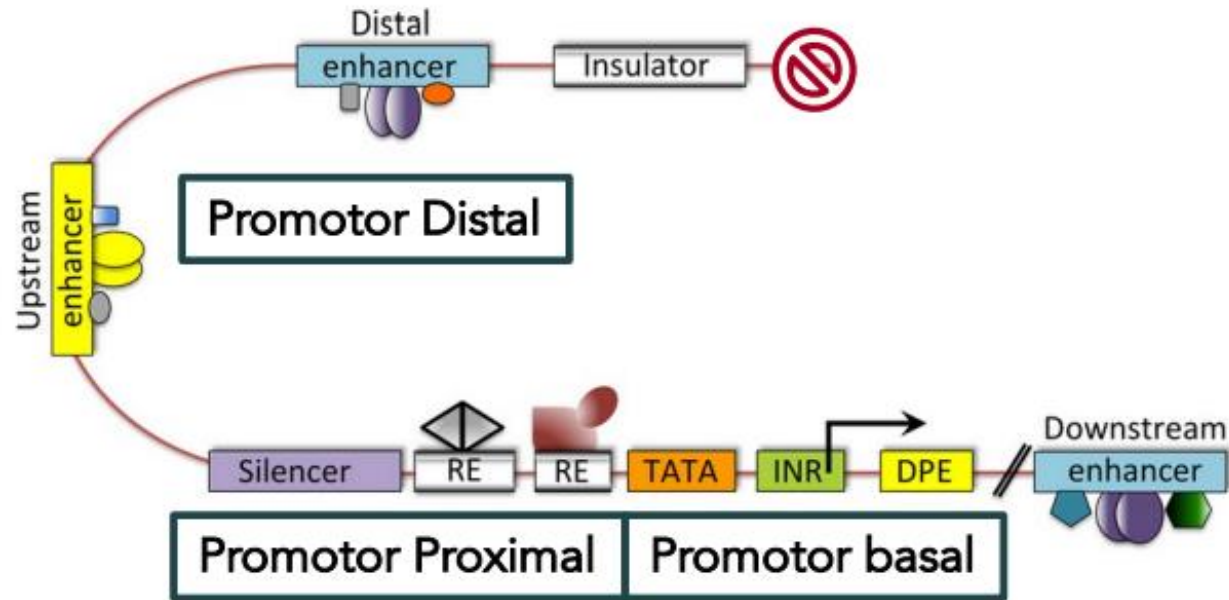 Distal
enhancer
Insulator
Upstream
enhancer
Promotor Distal
Silencer
RE
RE
TATA
INR
DPE
Downstream
enhancer
Promotor Proximal
Promotor basal